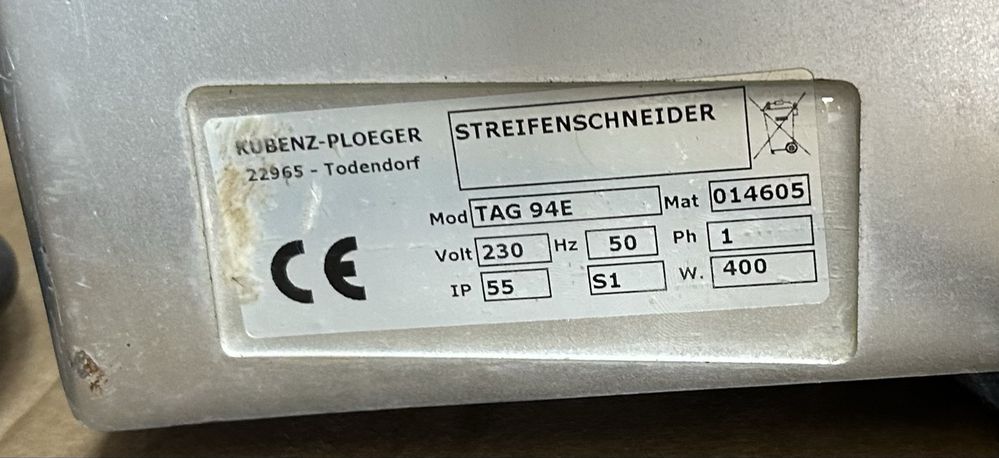 KÜBENZ-PLOEGER
22965 - Todendorf
STREIFENSCHNEIDER
Mod TAG 94E Mat 014605
Volt 230 Hz 50 Ph 1
IP 55 S1 W. 400
CE